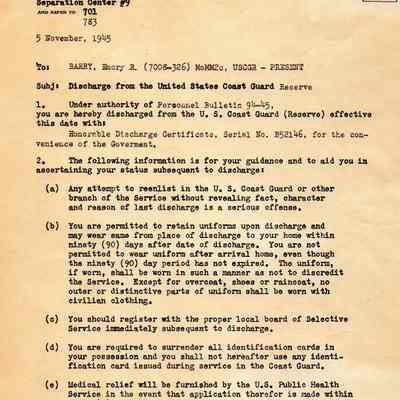 Separation Center #9
AND REFER TO 701
783
5 November, 1945
To: BARRY, Emory R. (7008-326) MoMM2c, USCGR - PRESENT
Subj: Discharge from the United States Coast Guard Reserve
1. Under authority of Personnel Bulletin 94-45,
you are hereby discharged from the U. S. Coast Guard (Reserve) effective
this date with:
Honorable Discharge Certificate, Serial No. B52146, for the con-
venience of the Goverment.
2. The following information is for your guidance and to aid you in
ascertaining your status subsequent to discharge:
(a) Any attempt to reenlist in the U. S. Coast Guard or other
branch of the Service without revealing fact, character
and reason of last discharge is a serious offense.
(b) You are permitted to retain uniforms upon discharge and
may wear same from place of discharge to your home within
ninety (90) days after date of discharge. You are not
permitted to wear uniform after arrival home, even though
the ninety (90) day period has not expired. The uniform,
if worn, shall be worn in such a manner as not to discredit
the Service. Except for overcoat, shoes or raincoat, no
outer or distinctive parts of uniform shall be worn with
civilian clothing.
(c) You should register with the proper local board of Selective
Service immediately subsequent to discharge.
(d) You are required to surrender all identification cards in
your possession and you shall not hereafter use any identi-
fication card issued during service in the Coast Guard.
(e) Medical relief will be furnished by the U.S. Public Health
Service in the event that application therefor is made within